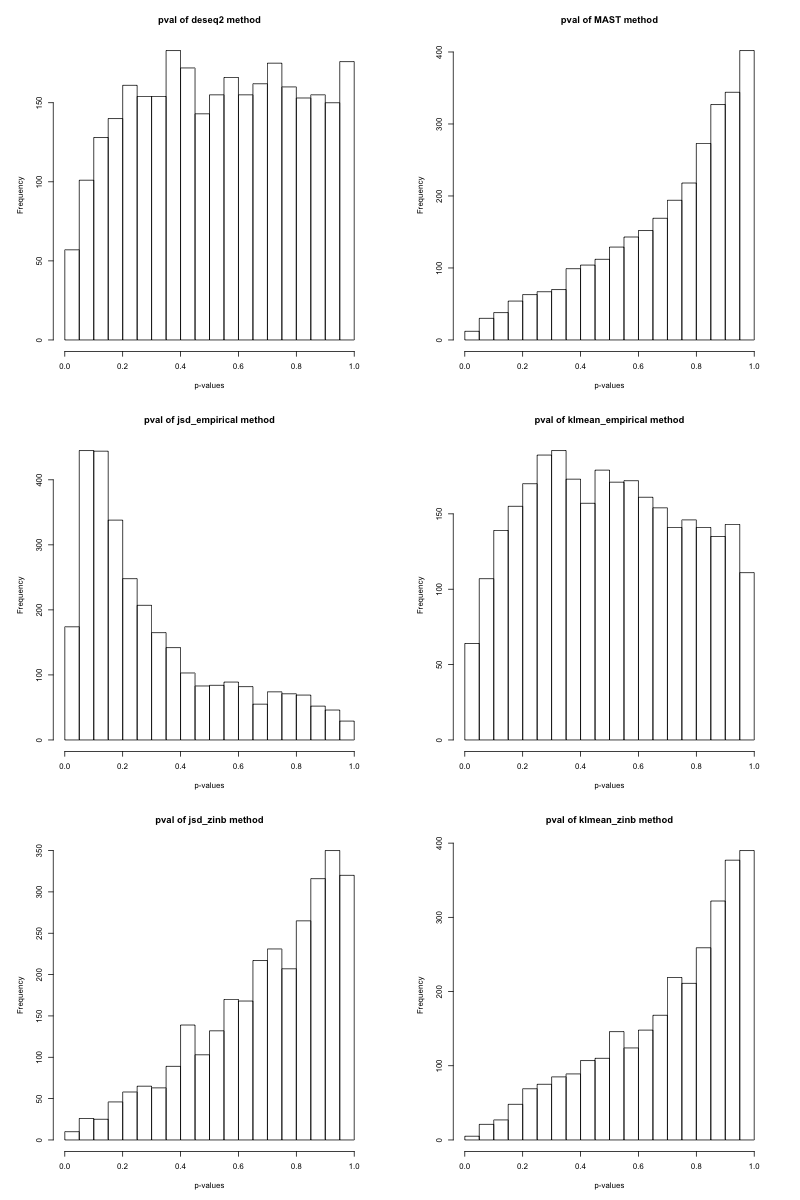 pval of deseq2 method
Frequency
150
100
50
0
0.0 0.2 0.4 0.6 0.8 1.0
p-values
pval of MAST method
Frequency
400
300
200
100
0
0.0 0.2 0.4 0.6 0.8 1.0
p-values
pval of jsd_empirical method
Frequency
400
300
200
100
0
0.0 0.2 0.4 0.6 0.8 1.0
p-values
pval of klmean_empirical method
Frequency
150
100
50
0
0.0 0.2 0.4 0.6 0.8 1.0
p-values
pval of jsd_zinb method
Frequency
350
300
250
200
150
100
50
0
0.0 0.2 0.4 0.6 0.8 1.0
p-values
pval of klmean_zinb method
Frequency
400
300
200
100
0
0.0 0.2 0.4 0.6 0.8 1.0
p-values